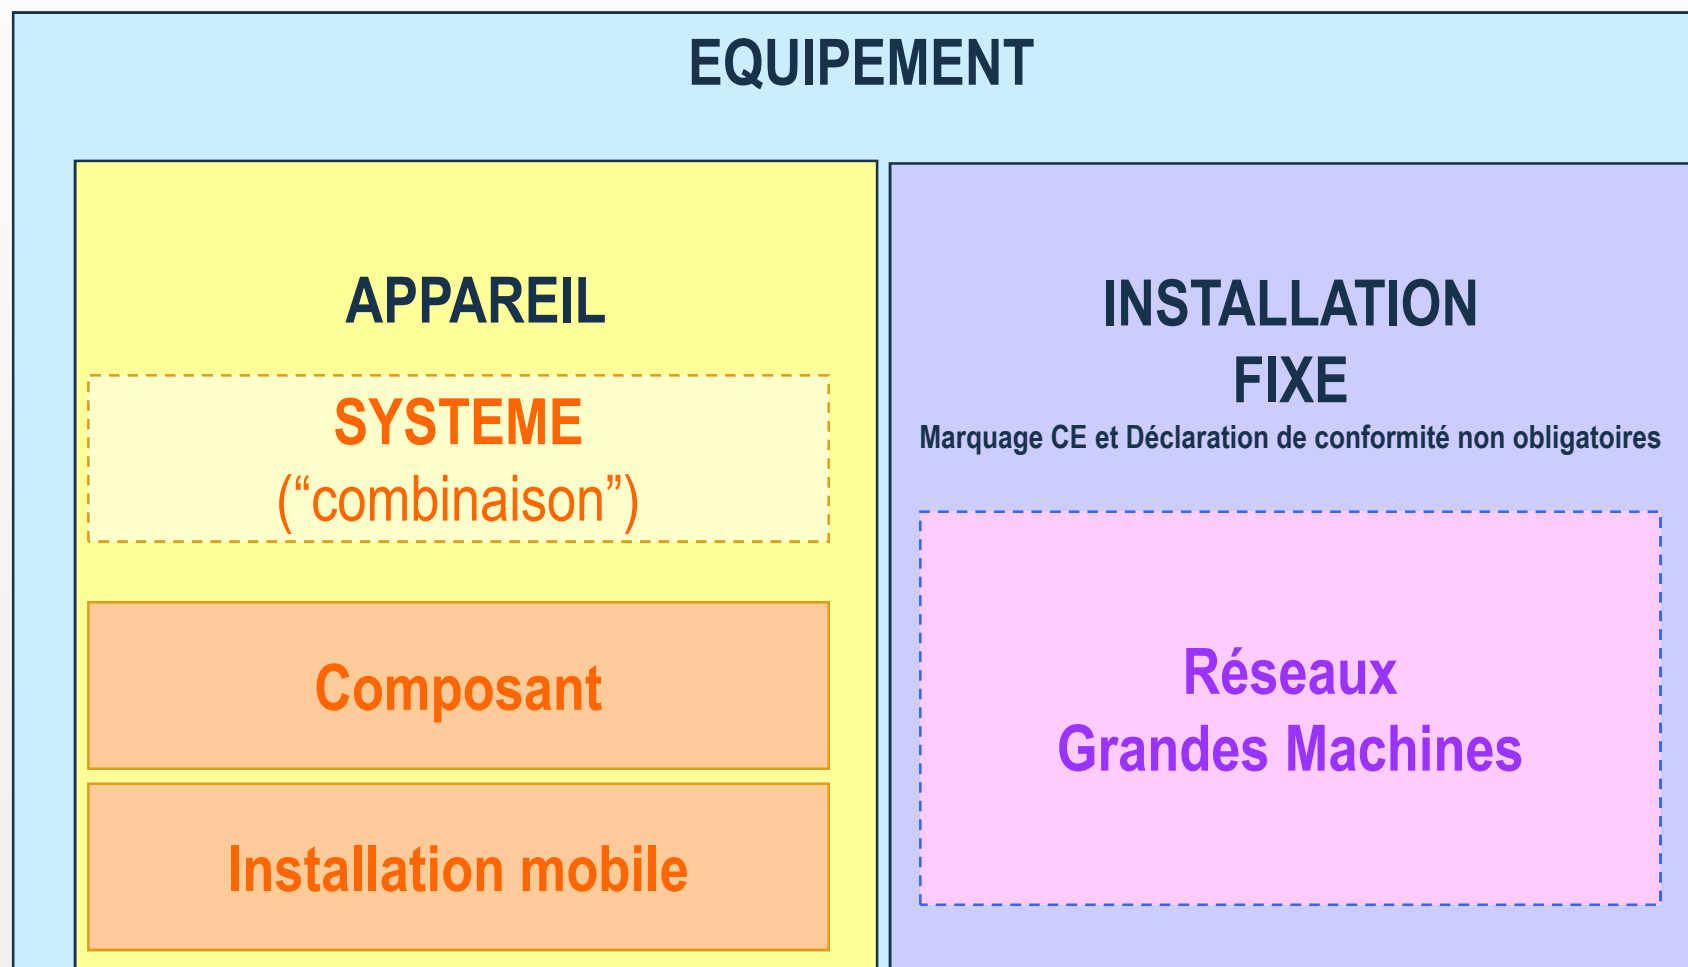 EQUIPEMENT
APPAREIL
SYSTEME
(“combinaison”)
Composant
Installation mobile
INSTALLATION
FIXE
Marquage CE et Déclaration de conformité non obligatoires
Réseaux
Grandes Machines